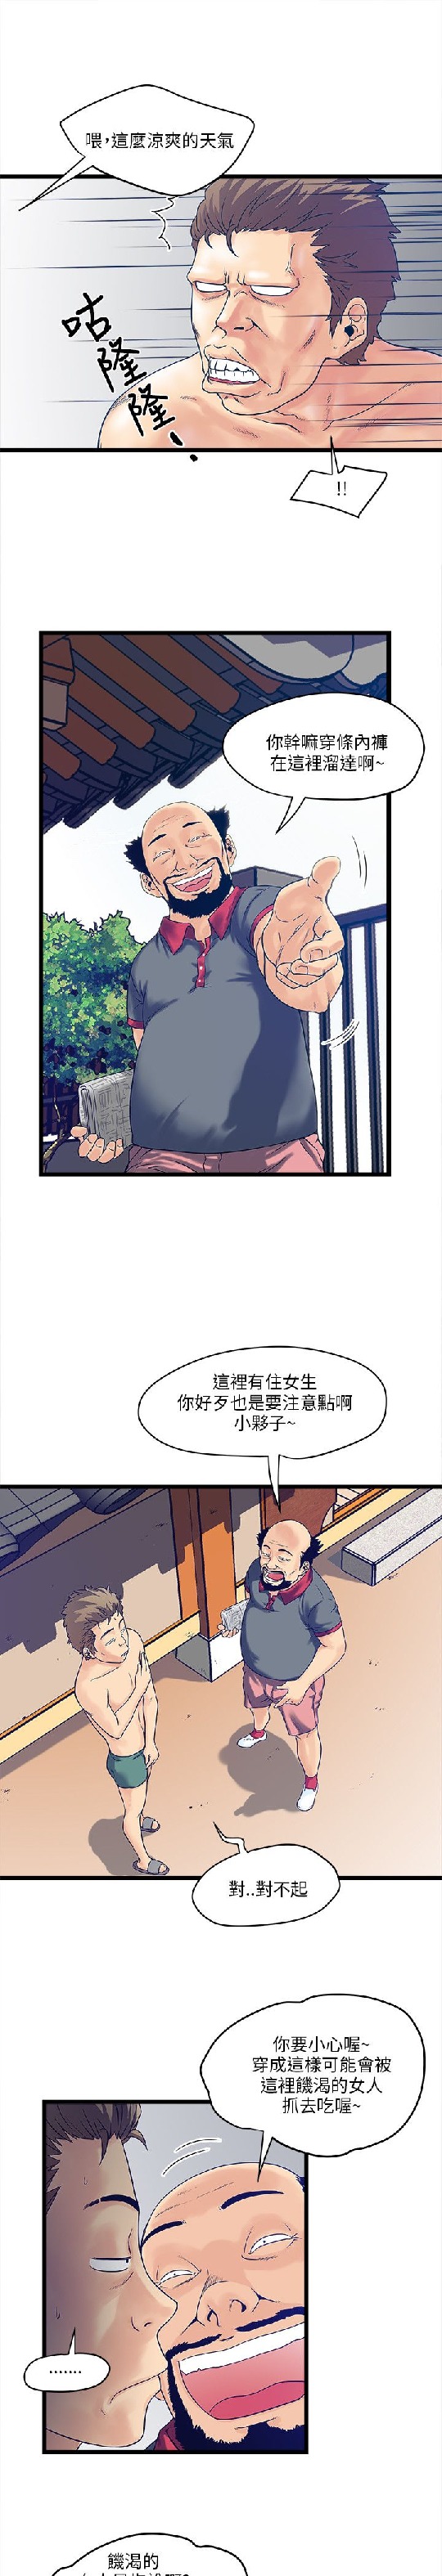 喂，這麼涼爽的天氣
咕隆隆
!!
你幹嘛穿條內褲
在這裡溜達啊~
這裡有住女生
你好歹也是要注意點啊
小夥子~
對..對不起
你要小心喔~
穿成這樣可能會被
這裡饑渴的女人
抓去吃喔~
.......
饑渴的